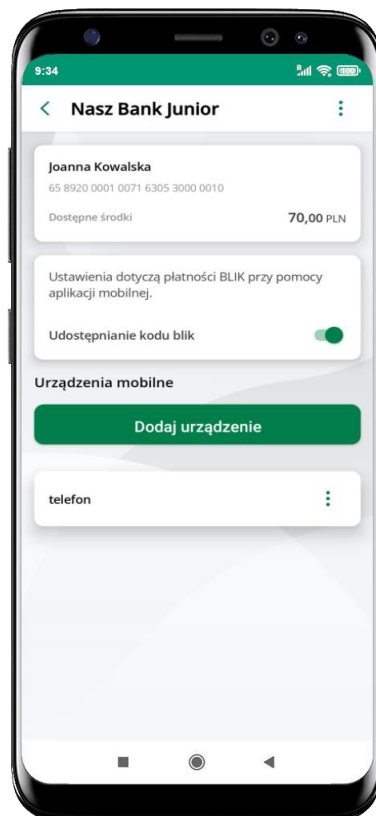 9:34
Nasz Bank Junior
Joanna Kowalska
65 8920 0001 0071 6305 3000 0010
Dostępne środki 70,00 PLN
Ustawienia dotyczą płatności BLIK przy pomocy
aplikacji mobilnej.
Udostępnianie kodu blik
Urządzenia mobilne
Dodaj urządzenie
telefon